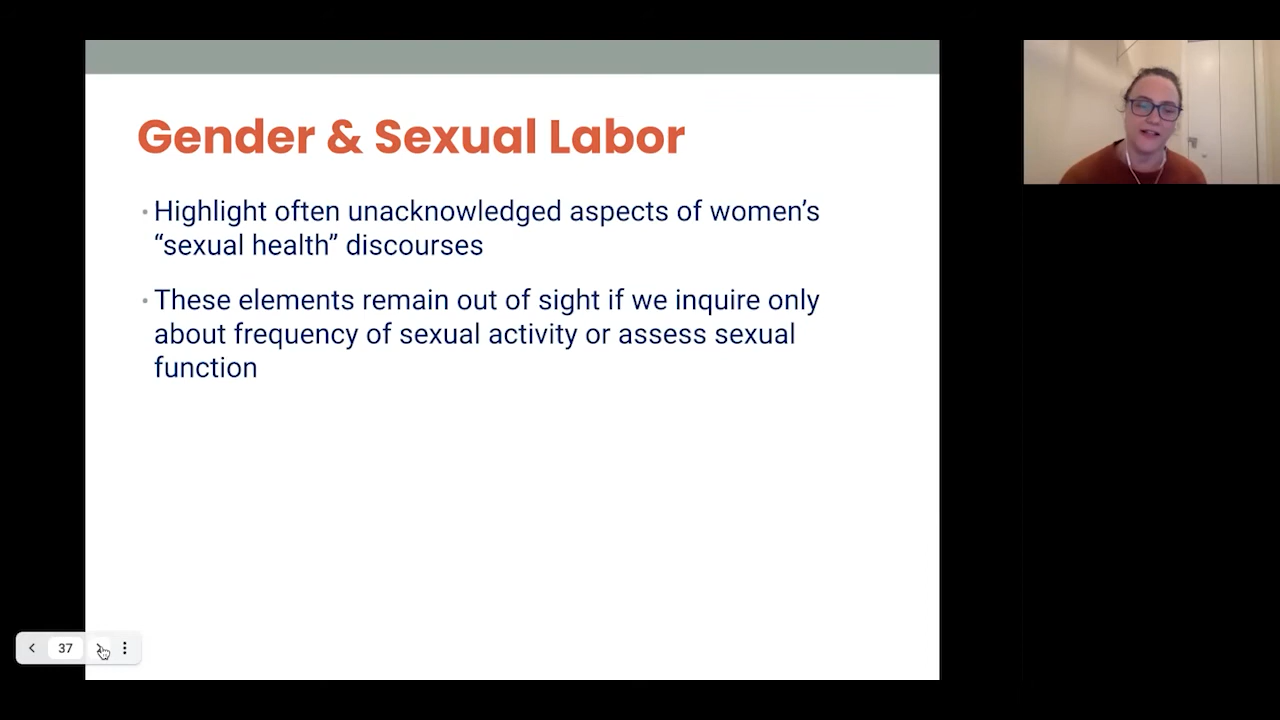 Gender & Sexual Labor
• Highlight often unacknowledged aspects of women’s
“sexual health” discourses
• These elements remain out of sight if we inquire only
about frequency of sexual activity or assess sexual
function
37